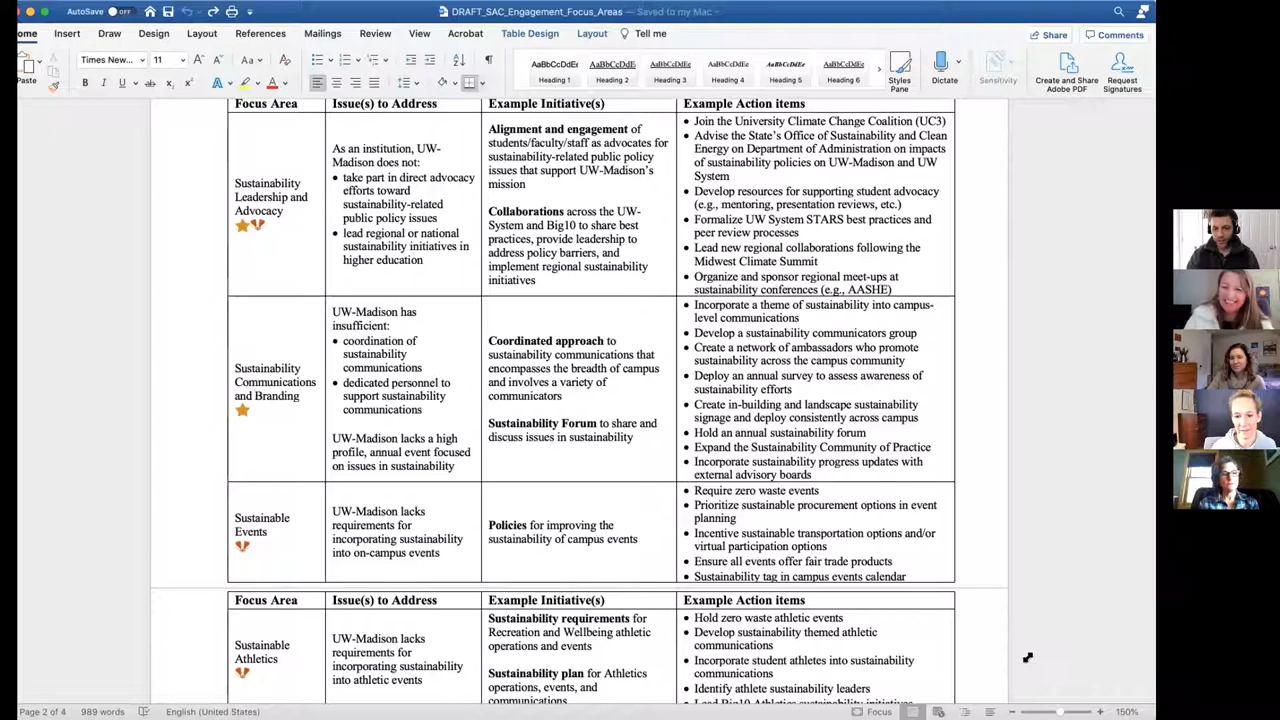 AutoSave OFF
DRAFT_SAC_Engagement_Focus_Areas — Saved to my Mac
ome Insert Draw Design Layout References Mailings Review View Acrobat Table Design Layout Tell me Share Comments
Paste
Times New... 11
Aa
B I U ab x
AaBbCcDdEe AaBbCcDdEe AaBbCcDdEe AaBbCcDdEe AaBbCcDdEe AaBbCcDdEe
Heading 1 Heading 2 Heading 3 Heading 4 Heading 5 Heading 6
Styles
Pane
Dictate
Sensitivity
Create and Share
Adobe PDF
Request
Signatures
Focus Area Issue(s) to Address Example Initiative(s) Example Action items
Sustainability
Leadership and
Advocacy
As an institution, UW-
Madison does not:
• take part in direct advocacy
efforts toward
sustainability-related
public policy issues
• lead regional or national
sustainability initiatives in
higher education
Alignment and engagement of
students/faculty/staff as advocates for
sustainability-related public policy
issues that support UW-Madison's
mission
Collaborations across the UW-
System and Big10 to share best
practices, provide leadership to
address policy barriers, and
implement regional sustainability
initiatives
• Join the University Climate Change Coalition (UC3)
• Advise the State's Office of Sustainability and Clean
Energy on Department of Administration on impacts
of sustainability policies on UW-Madison and UW
System
• Develop resources for supporting student advocacy
(e.g., mentoring, presentation reviews, etc.)
• Formalize UW System STARS best practices and
peer review processes
• Lead new regional collaborations following the
Midwest Climate Summit
• Organize and sponsor regional meet-ups at
sustainability conferences (e.g., AASHE)
Sustainability
Communications
and Branding
UW-Madison has
insufficient:
• coordination of
sustainability
communications
• dedicated personnel to
support sustainability
communications
UW-Madison lacks a high
profile, annual event focused
on issues in sustainability
Coordinated approach to
sustainability communications that
encompasses the breadth of campus
and involves a variety of
communicators
Sustainability Forum to share and
discuss issues in sustainability
• Incorporate a theme of sustainability into campus-
level communications
• Develop a sustainability communicators group
• Create a network of ambassadors who promote
sustainability across the campus community
• Deploy an annual survey to assess awareness of
sustainability efforts
• Create in-building and landscape sustainability
signage and deploy consistently across campus
• Hold an annual sustainability forum
• Expand the Sustainability Community of Practice
• Incorporate sustainability progress updates with
external advisory boards
Sustainable
Events
UW-Madison lacks
requirements for
incorporating sustainability
into on-campus events
Policies for improving the
sustainability of campus events
• Require zero waste events
• Prioritize sustainable procurement options in event
planning
• Incentive sustainable transportation options and/or
virtual participation options
• Ensure all events offer fair trade products
• Sustainability tag in campus events calendar
Focus Area Issue(s) to Address Example Initiative(s) Example Action items
Sustainable
Athletics
UW-Madison lacks
requirements for
incorporating sustainability
into athletic events
Sustainability requirements for
Recreation and Wellbeing athletic
operations and events
Sustainability plan for Athletics
operations, events, and
communications
• Hold zero waste athletic events
• Develop sustainability themed athletic
communications
• Incorporate student athletes into sustainability
communications
• Identify athlete sustainability leaders
• Lead Big10 Athletics sustainability initiatives
Page 2 of 4 989 words English (United States) Focus 150%